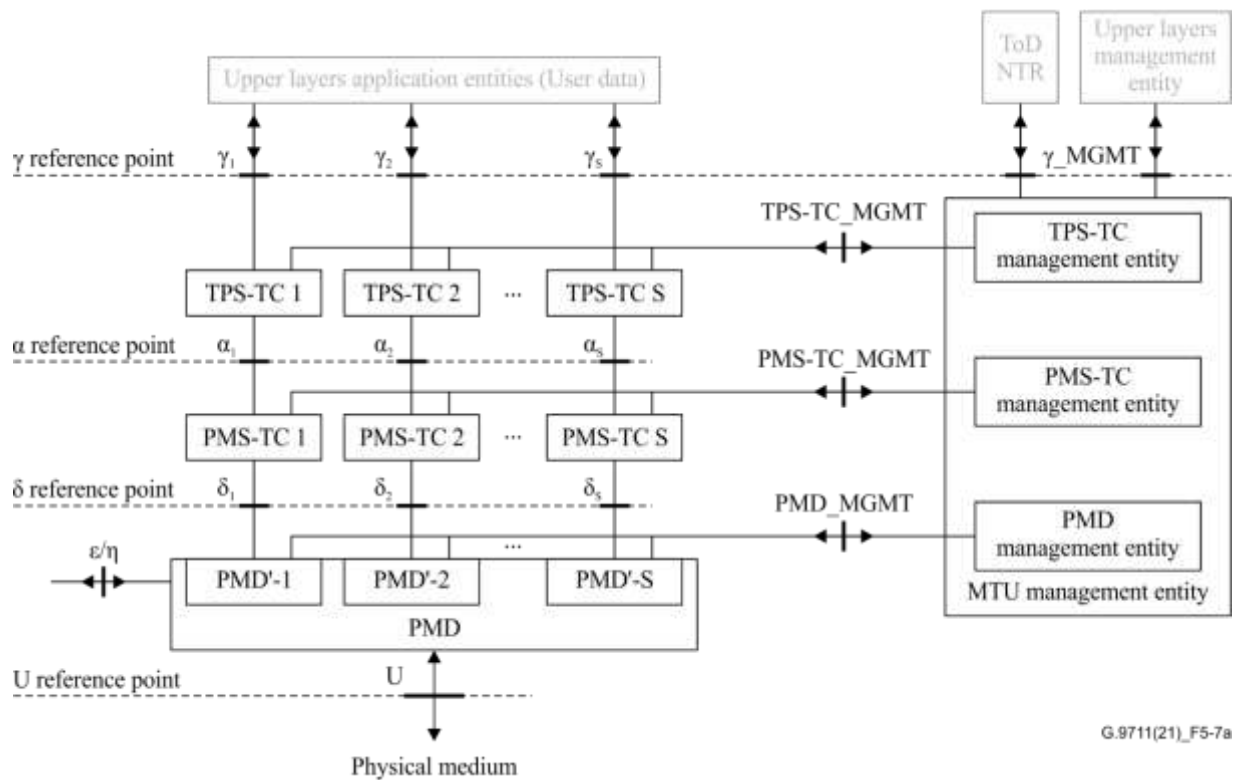 ToD
NTR
Upper layers
management
entity
Upper layers application entities (User data)
γ reference point
γ₁
γ₂
γₛ
γ_MGMT
TPS-TC_MGMT
TPS-TC
management entity
TPS-TC 1
TPS-TC 2
...
TPS-TC S
α reference point
α₁
α₂
αₛ
PMS-TC_MGMT
PMS-TC
management entity
PMS-TC 1
PMS-TC 2
...
PMS-TC S
δ reference point
δ₁
δ₂
δₛ
PMD_MGMT
PMD
management entity
ε/η
...
PMD'-1
PMD'-2
PMD'-S
MTU management entity
PMD
U reference point
U
Physical medium
G.9711(21)_F5-7a